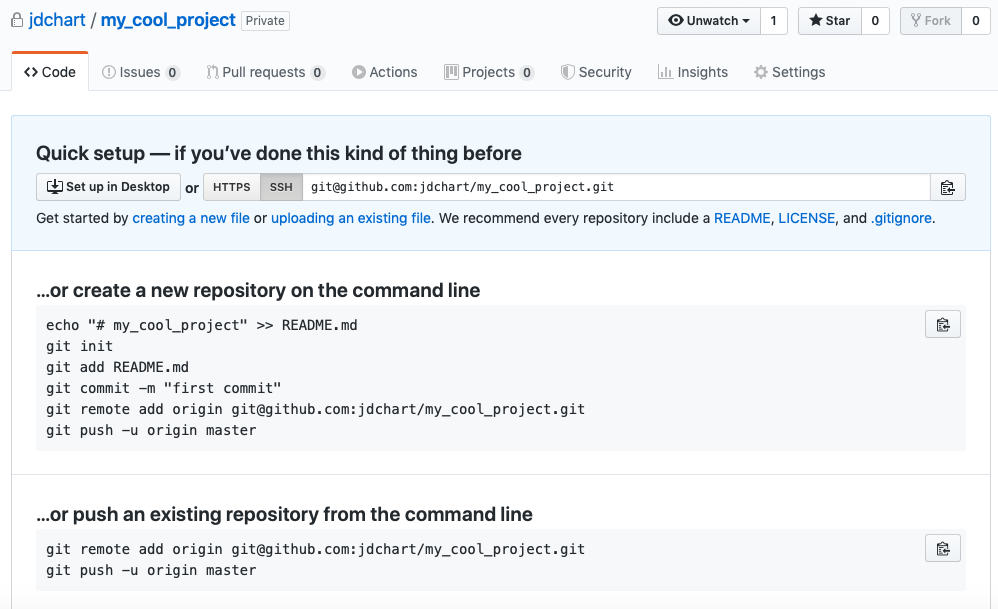 jdchart / my_cool_project Private Unwatch 1 Star 0 Fork 0
Code Issues 0 Pull requests 0 Actions Projects 0 Security Insights Settings
Quick setup — if you’ve done this kind of thing before
Set up in Desktop or HTTPS SSH git@github.com:jdchart/my_cool_project.git
Get started by creating a new file or uploading an existing file. We recommend every repository include a README, LICENSE, and .gitignore.
…or create a new repository on the command line
echo "# my_cool_project" >> README.md
git init
git add README.md
git commit -m "first commit"
git remote add origin git@github.com:jdchart/my_cool_project.git
git push -u origin master
…or push an existing repository from the command line
git remote add origin git@github.com:jdchart/my_cool_project.git
git push -u origin master